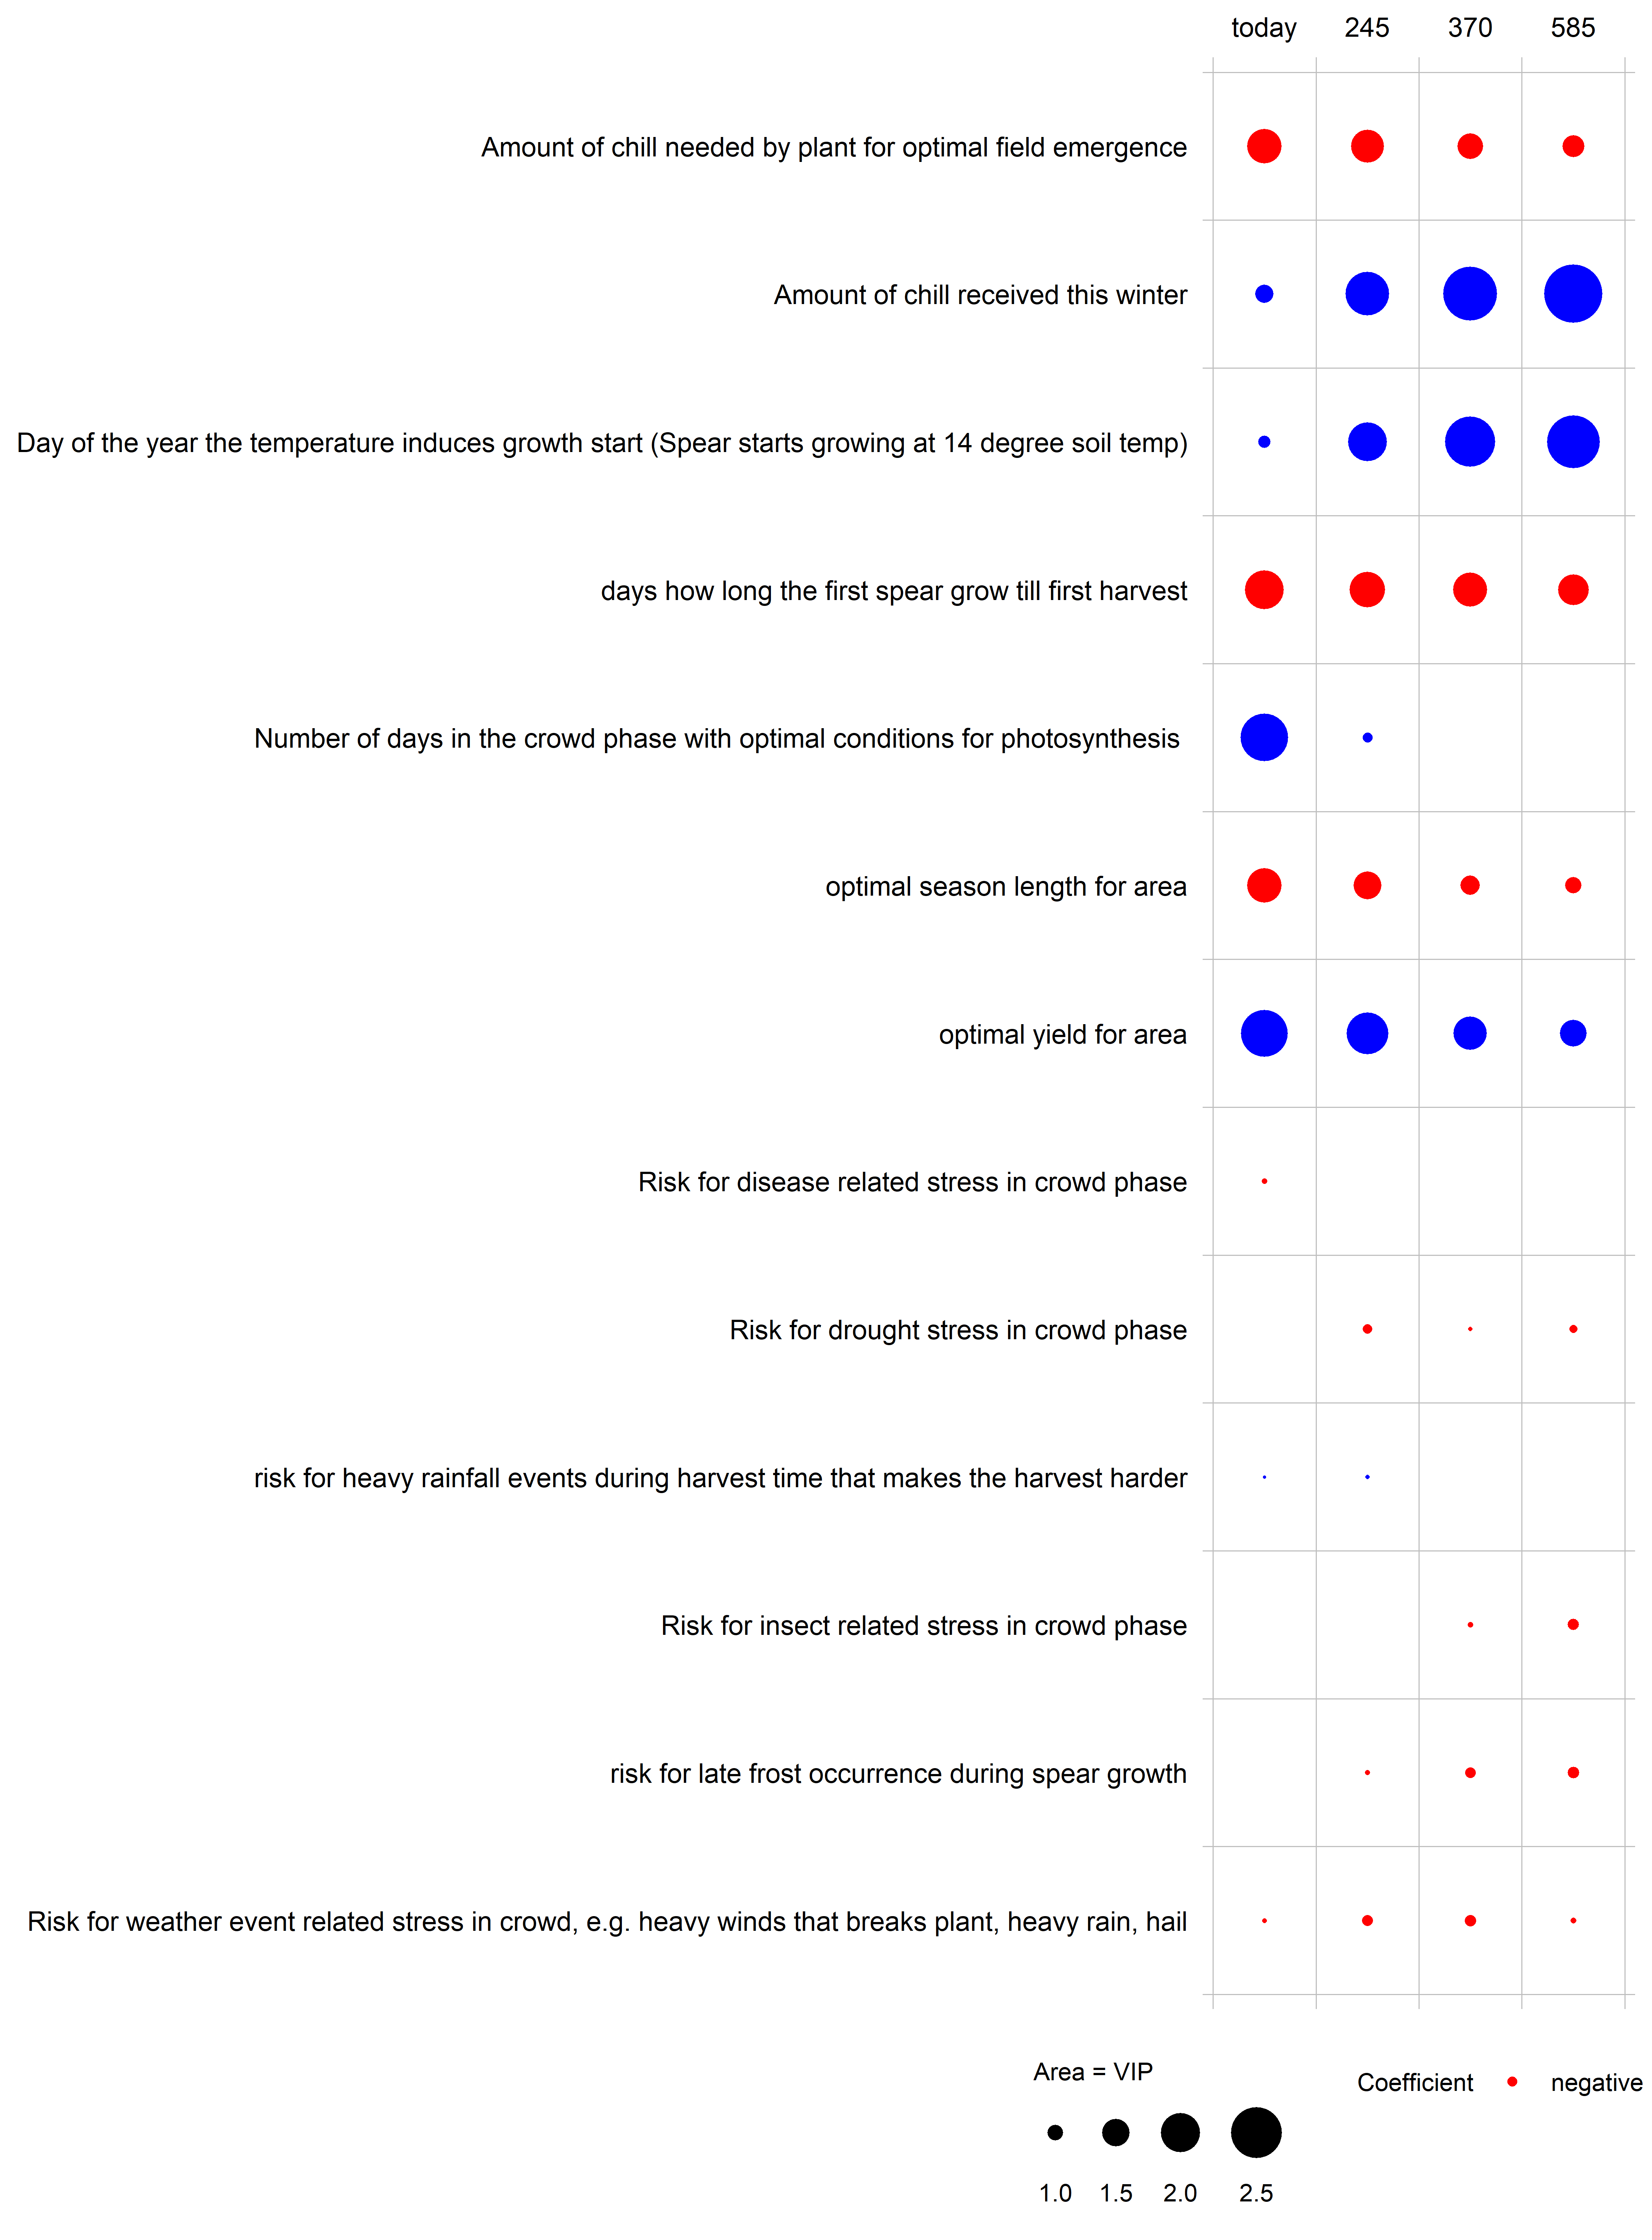 today 245 370 585
Amount of chill needed by plant for optimal field emergence
Amount of chill received this winter
Day of the year the temperature induces growth start (Spear starts growing at 14 degree soil temp)
days how long the first spear grow till first harvest
Number of days in the crowd phase with optimal conditions for photosynthesis
optimal season length for area
optimal yield for area
Risk for disease related stress in crowd phase
Risk for drought stress in crowd phase
risk for heavy rainfall events during harvest time that makes the harvest harder
Risk for insect related stress in crowd phase
risk for late frost occurrence during spear growth
Risk for weather event related stress in crowd, e.g. heavy winds that breaks plant, heavy rain, hail
Area = VIP
Coefficient negative
1.0 1.5 2.0 2.5